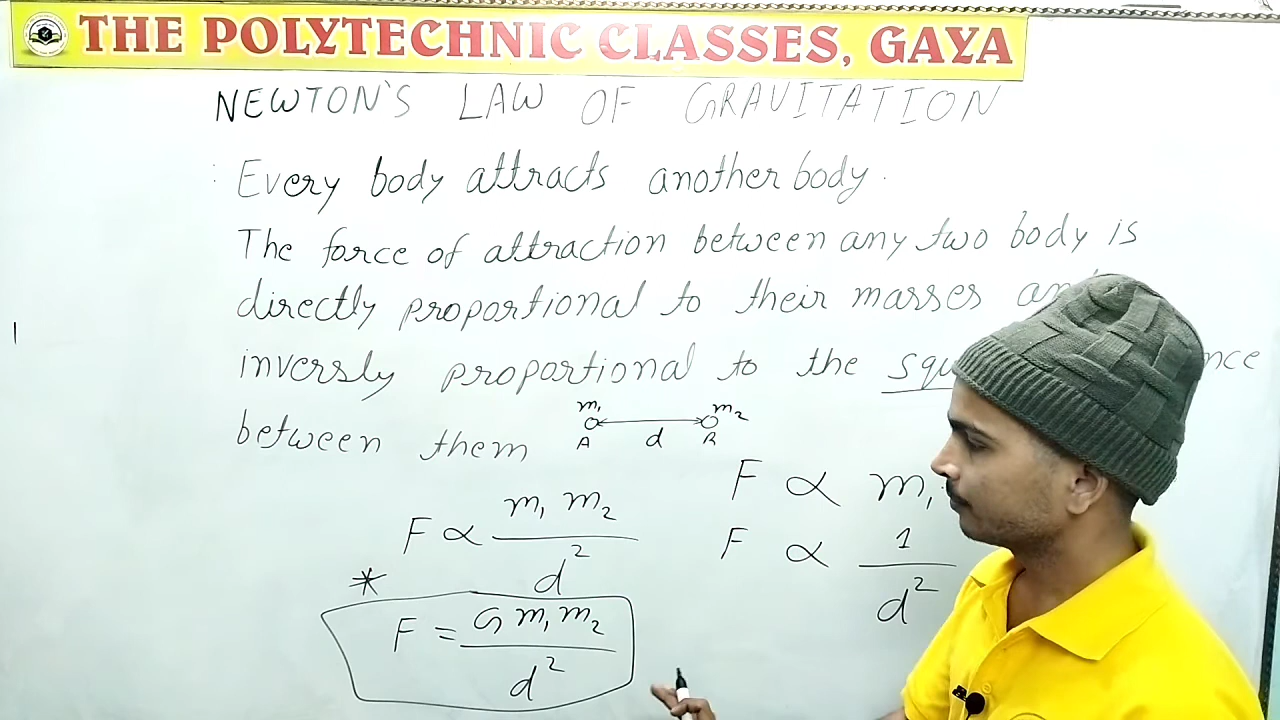 THE POLYTECHNIC CLASSES, GAYA
NEWTON'S LAW OF GRAVITATION
Every body attracts another body.
The force of attraction between any two body is
directly proportional to their masses
inversly proportional to the
between them
m₁ m₂
A d B
F ∝ m₁
F ∝ m₁ m₂ / d²
F ∝ 1 / d²
*
F = G m₁ m₂ / d²